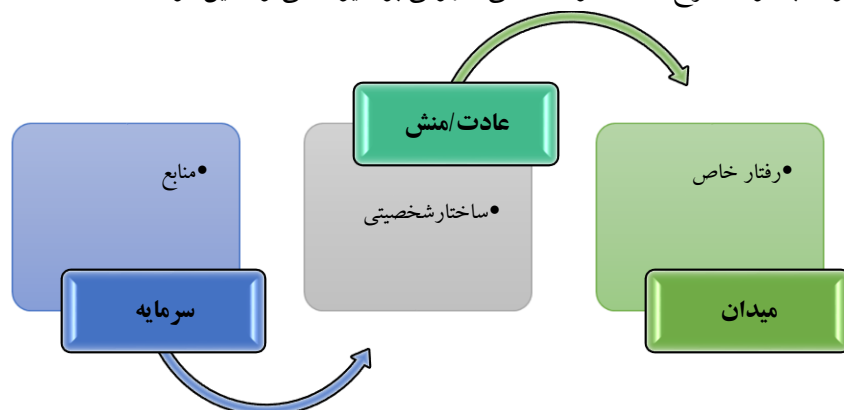 عادت/منش
•رفتار خاص
•منابع
•ساختارشخصیتی
میدان
سرمایه